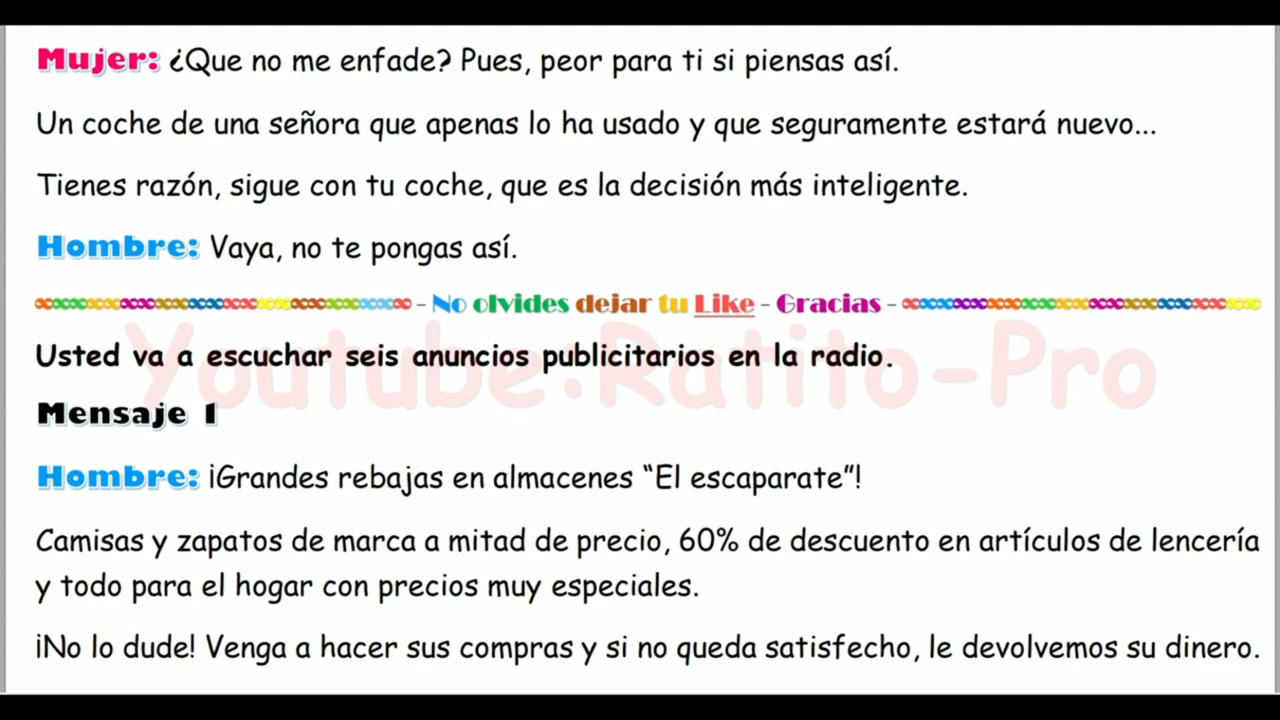 Mujer: ¿Que no me enfade? Pues, peor para ti si piensas así.
Un coche de una señora que apenas lo ha usado y que seguramente estará nuevo...
Tienes razón, sigue con tu coche, que es la decisión más inteligente.
Hombre: Vaya, no te pongas así.
- No olvides dejar tu Like - Gracias -
Youtube:Ratito-Pro
Usted va a escuchar seis anuncios publicitarios en la radio.
Mensaje 1
Hombre: ¡Grandes rebajas en almacenes “El escaparate”!
Camisas y zapatos de marca a mitad de precio, 60% de descuento en artículos de lencería
y todo para el hogar con precios muy especiales.
¡No lo dude! Venga a hacer sus compras y si no queda satisfecho, le devolvemos su dinero.